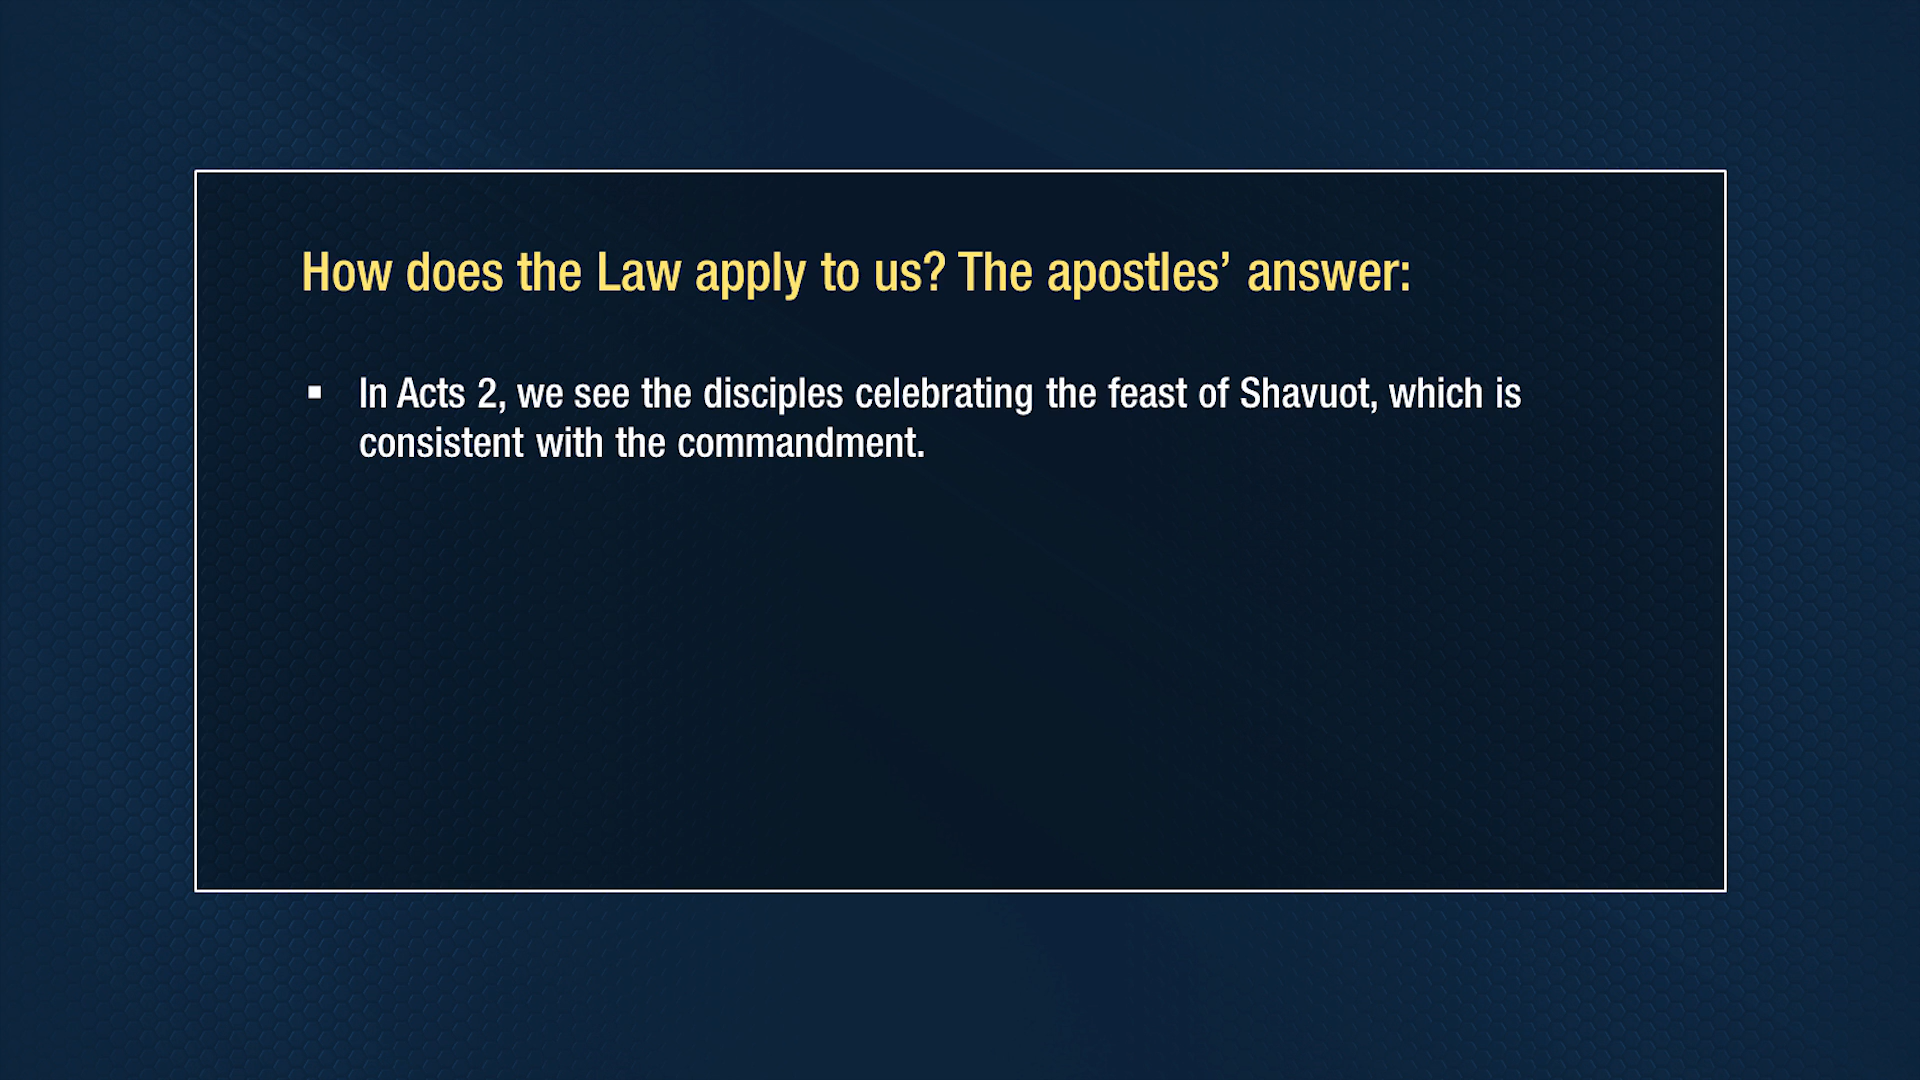 How does the Law apply to us? The apostles’ answer:
▪ In Acts 2, we see the disciples celebrating the feast of Shavuot, which is
consistent with the commandment.